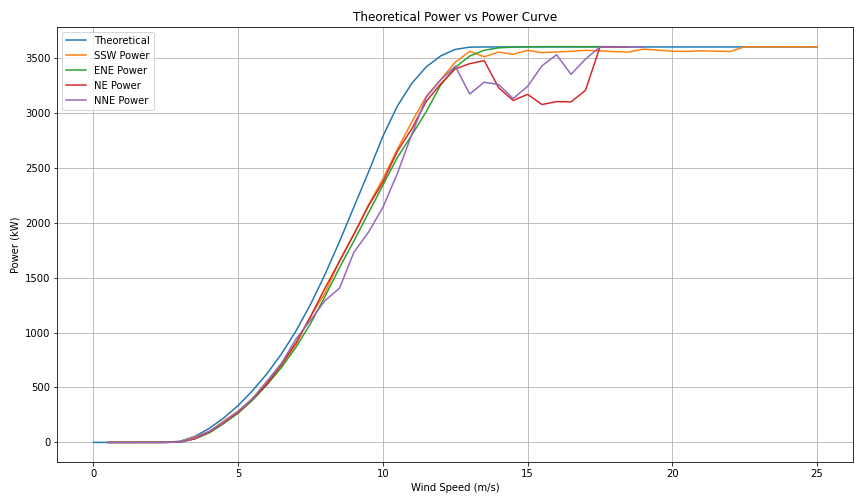 Theoretical Power vs Power Curve
Theoretical
SSW Power
ENE Power
NE Power
NNE Power
Power (kW)
3500
3000
2500
2000
1500
1000
500
0
0 5 10 15 20 25
Wind Speed (m/s)